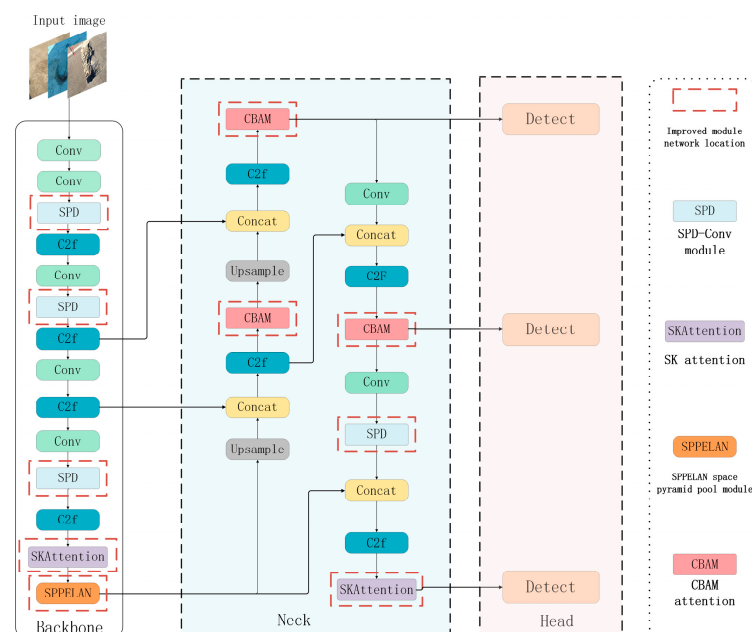 Input image
Conv
Conv
SPD
C2f
Conv
SPD
C2f
Conv
C2f
Conv
SPD
C2f
SKAttention
SPPELAN
Backbone
CBAM
C2f
Concat
Upsample
CBAM
C2f
Concat
Upsample
Conv
Concat
C2F
CBAM
Conv
SPD
Concat
C2f
SKAttention
Neck
Detect
Detect
Detect
Head
Improved module
network location
SPD
SPD-Conv
module
SKAttention
SK attention
SPPELAN
SPPELAN space
pyramid pool module
CBAM
CBAM
attention